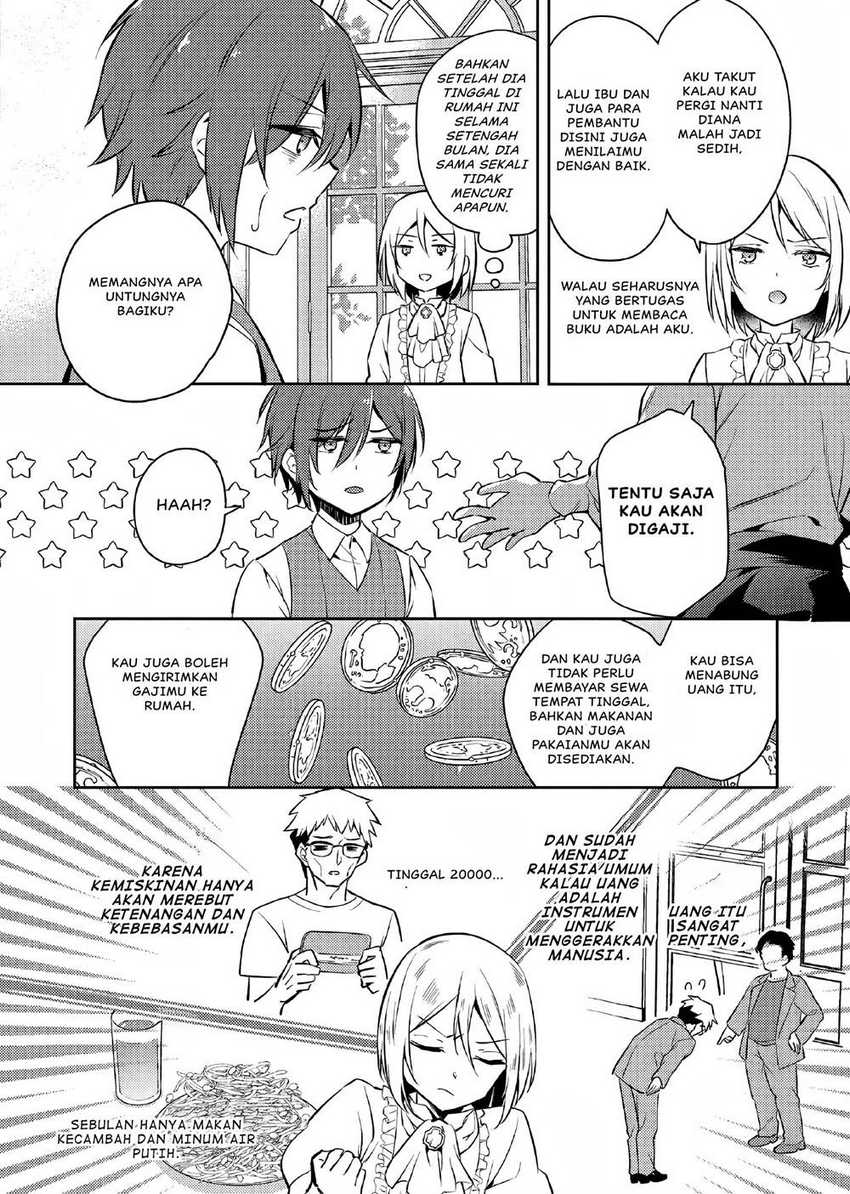 AKU TAKUT
KALAU KAU
PERGI NANTI
DIANA
MALAH JADI
SEDIH,
LALU IBU DAN
JUGA PARA
PEMBANTU
DISINI JUGA
MENILAIMU
DENGAN BAIK.
WALAU SEHARUSNYA
YANG BERTUGAS
UNTUK MEMBACA
BUKU ADALAH AKU.
BAHKAN
SETELAH DIA
TINGGAL DI
RUMAH INI
SELAMA
SETENGAH
BULAN, DIA
SAMA SEKALI
TIDAK
MENCURI
APAPUN.
MEMANGNYA APA
UNTUNGNYA
BAGIKU?
TENTU SAJA
KAU AKAN
DIGAJI.
HAAH?
KAU BISA
MENABUNG
UANG ITU,
DAN KAU JUGA
TIDAK PERLU
MEMBAYAR SEWA
TEMPAT TINGGAL,
BAHKAN MAKANAN
DAN JUGA
PAKAIANMU AKAN
DISEDIAKAN.
KAU JUGA BOLEH
MENGIRIMKAN
GAJIMU KE
RUMAH.
UANG ITU
SANGAT
PENTING,
DAN SUDAH
MENJADI
RAHASIA UMUM
KALAU UANG
ADALAH
INSTRUMEN
UNTUK
MENGGERAKKAN
MANUSIA.
TINGGAL 20000...
KARENA
KEMISKINAN HANYA
AKAN MEREBUT
KETENANGAN DAN
KEBEBASANMU.
SEBULAN HANYA MAKAN
KECAMBAH DAN MINUM AIR
PUTIH.